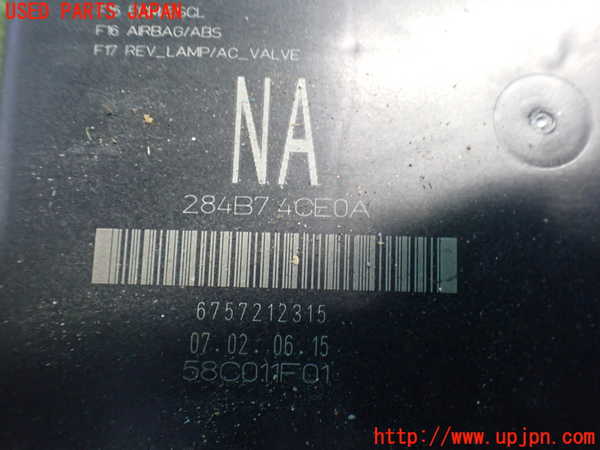 USED PARTS JAPAN
F16 AIRBAG/ABS
F17 REV_LAMP/AC_VALVE
NA
284B7 4CE0A
6757212315
07.02. 06.15
58C011F01
http://www.upjpn.com